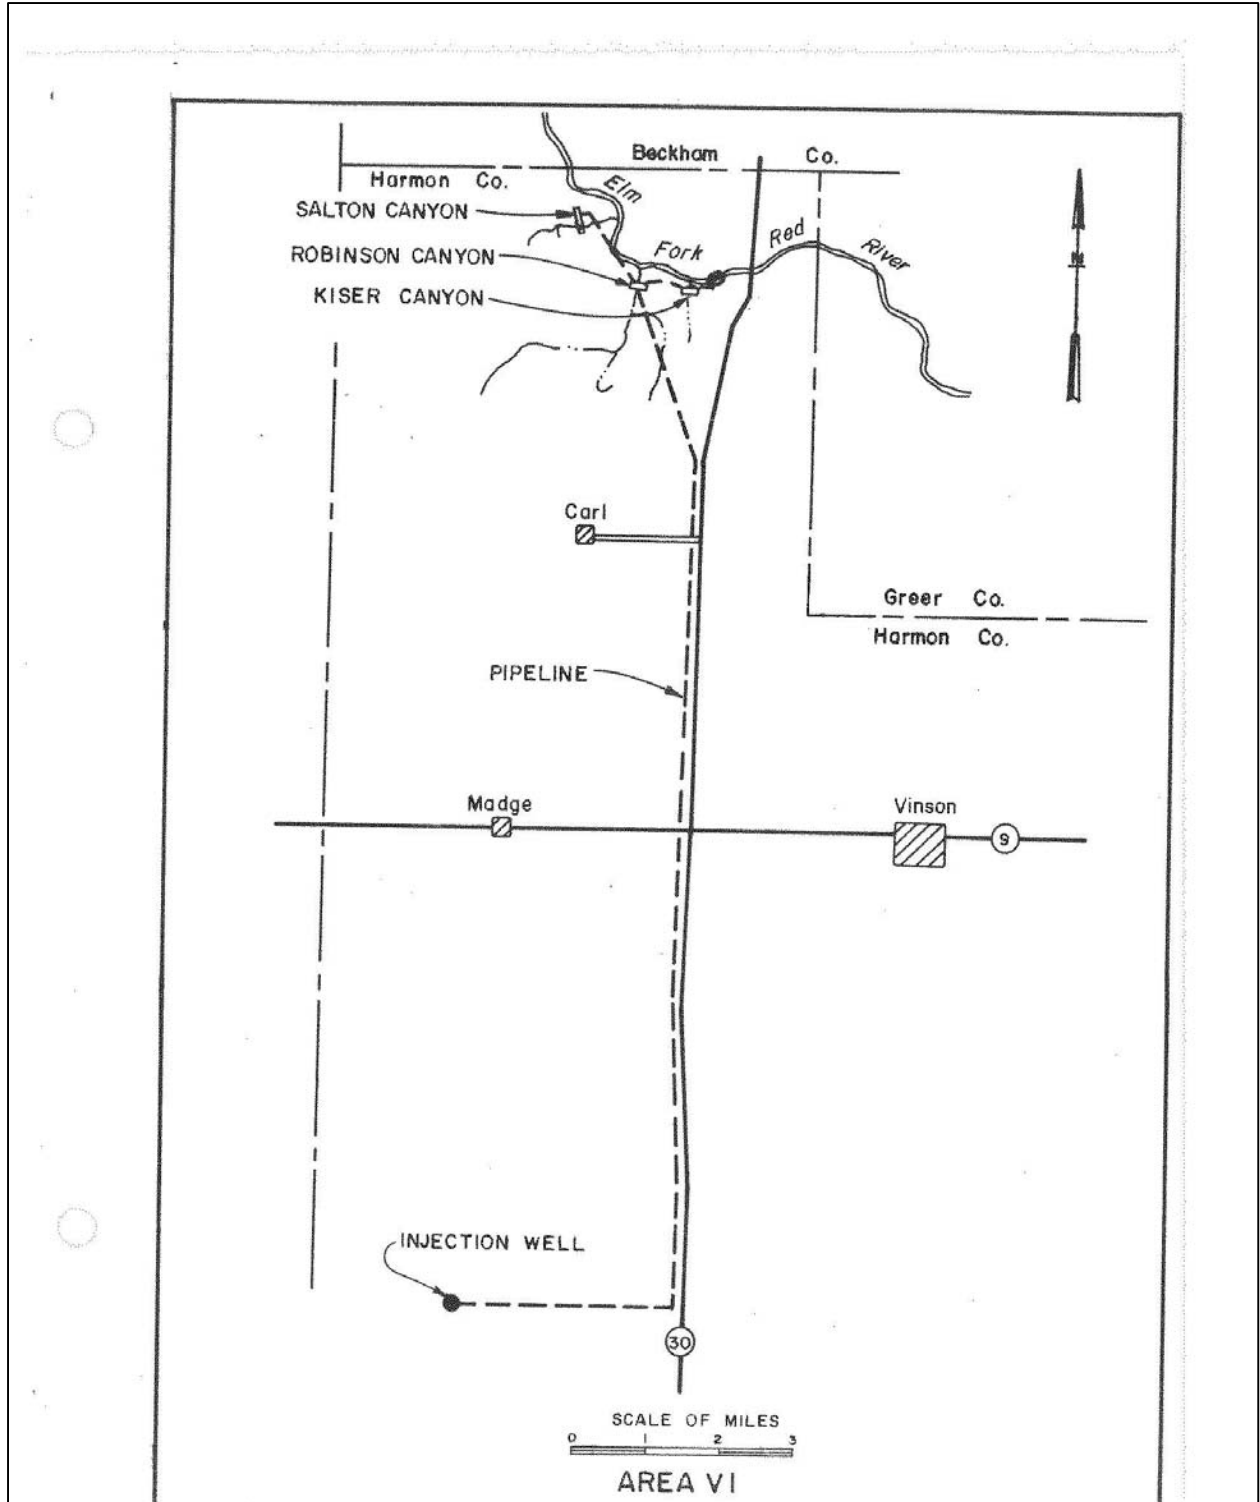 Beckham Co.
Harmon Co.
Elm
SALTON CANYON
Red
Fork
River
ROBINSON CANYON
N
KISER CANYON
Carl
Greer Co.
Harmon Co.
PIPELINE
Madge
Vinson
9
INJECTION WELL
30
SCALE OF MILES
0 1 2 3
AREA VI